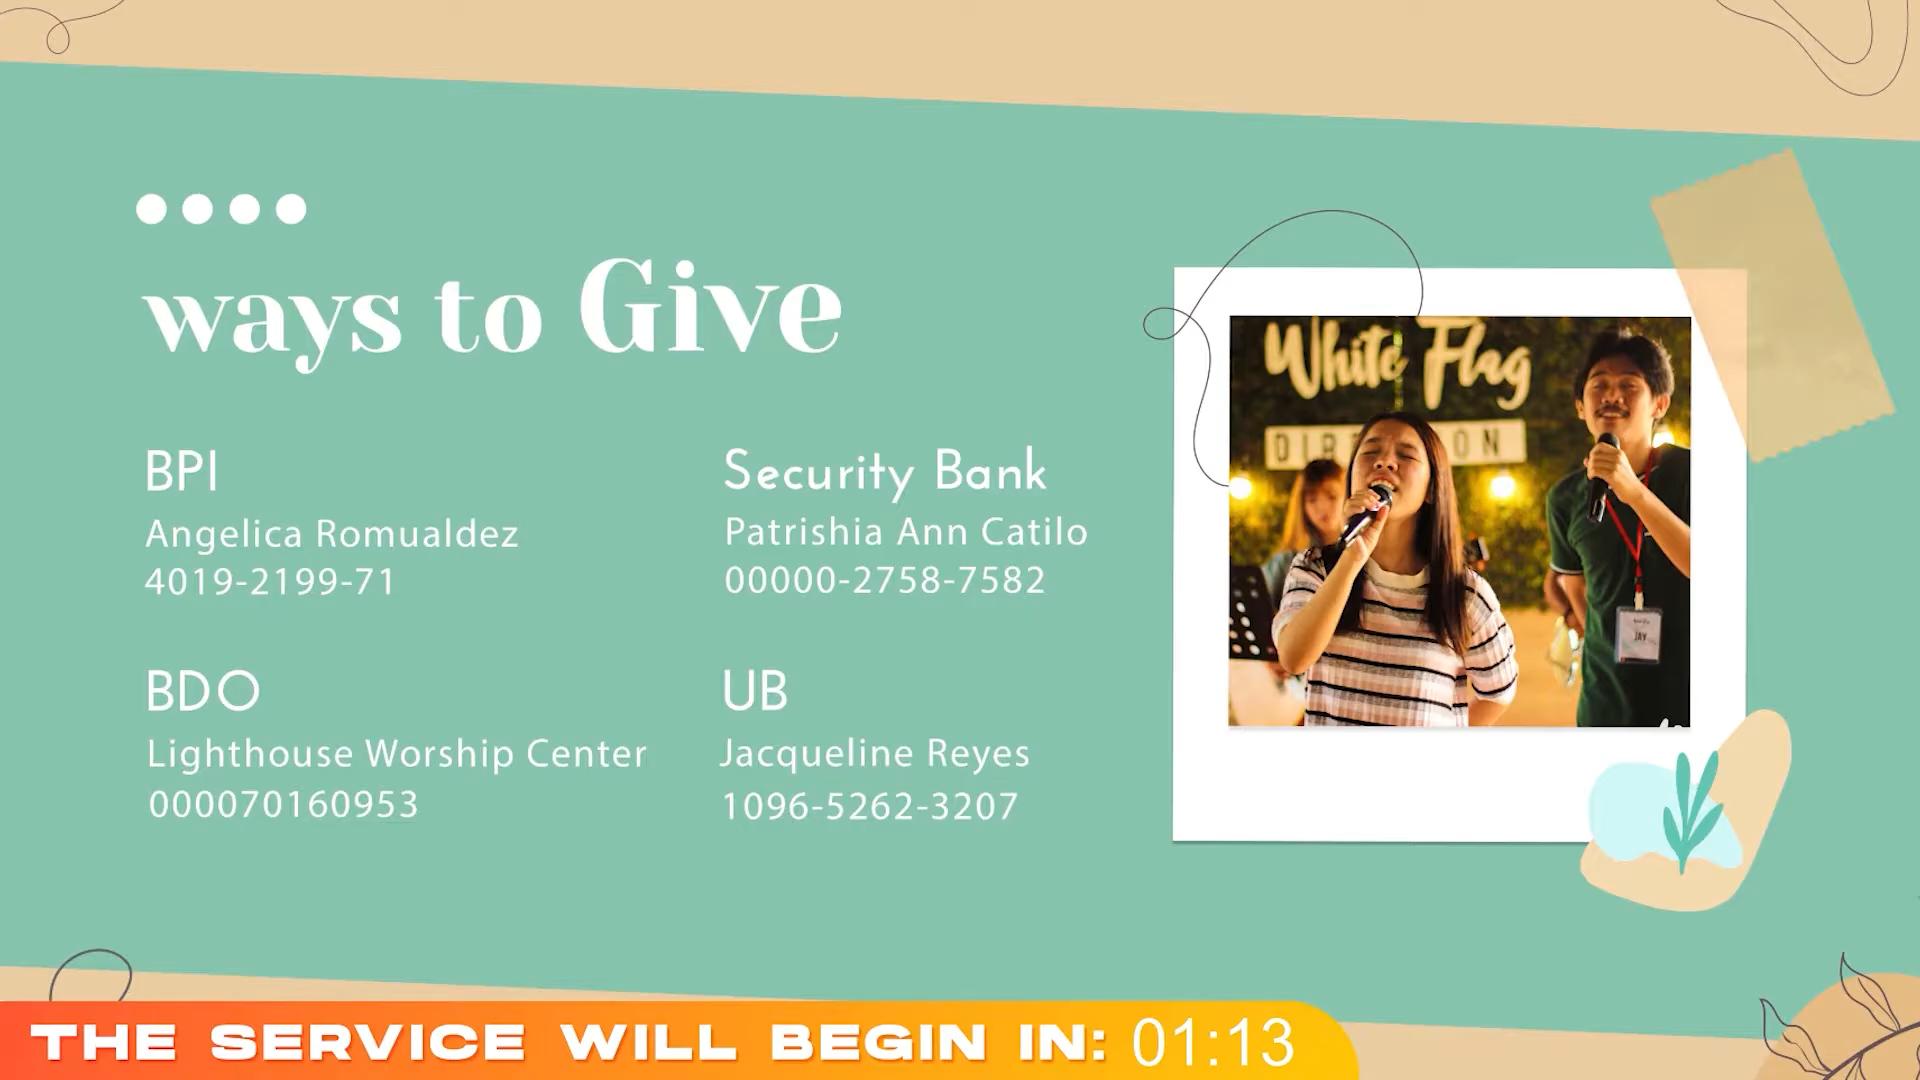 ways to Give
BPI
Angelica Romualdez
4019-2199-71
Security Bank
Patrishia Ann Catilo
00000-2758-7582
BDO
Lighthouse Worship Center
000070160953
UB
Jacqueline Reyes
1096-5262-3207
White Flag
JAY
THE SERVICE WILL BEGIN IN: 01:13